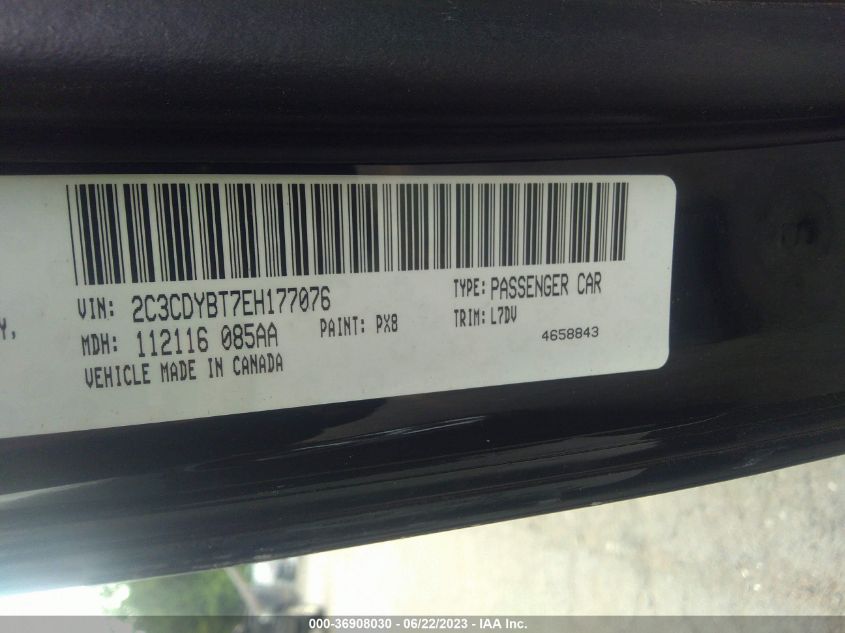 VIN: 2C3CDYBT7EH177076
TYPE: PASSENGER CAR
Y,
MDH: 112116 085AA
PAINT: PX8
TRIM: L7DV
VEHICLE MADE IN CANADA
4658843
000-36908030 - 06/22/2023 - IAA Inc.